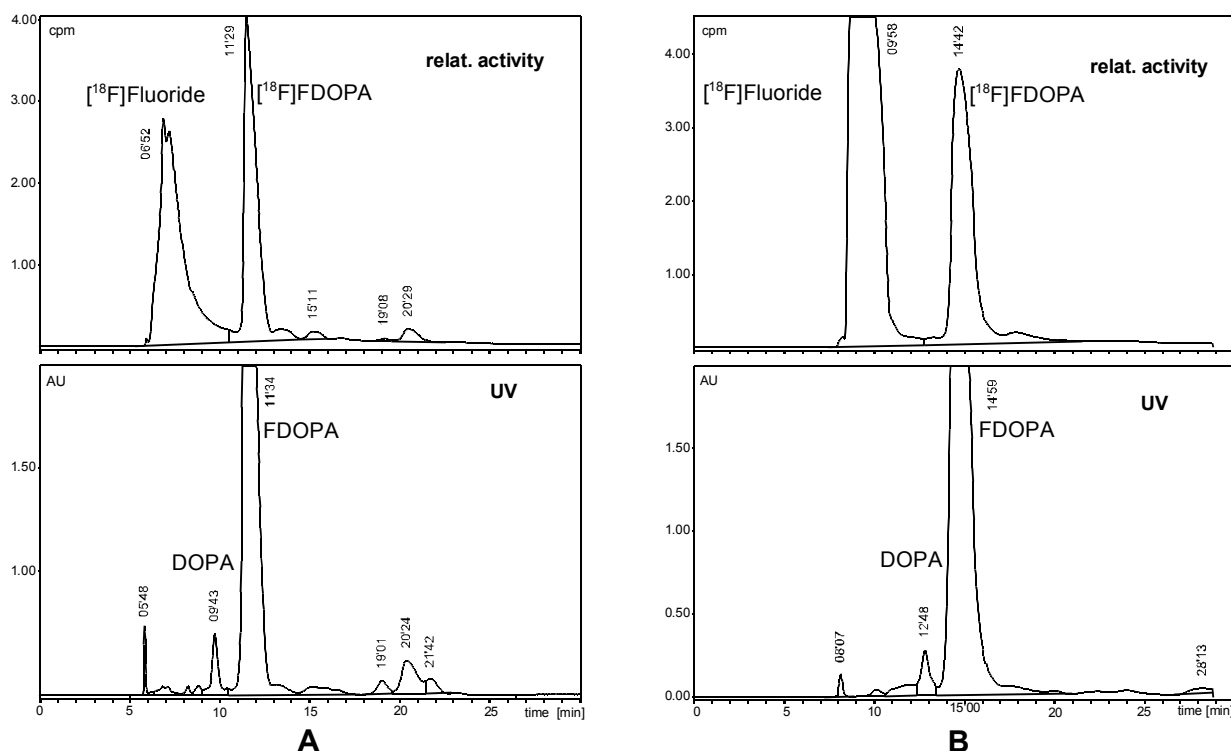 4.00
3.00
2.00
1.00
cpm
06'52
11'29
15'11
19'08
20'29
relat. activity
[¹⁸F]Fluoride
[¹⁸F]FDOPA
AU
1.50
1.00
05'48
09'43
11'34
19'01
20'24
21'42
UV
FDOPA
DOPA
0 5 10 15 20 25 time [min]
A
cpm
4.00
3.00
2.00
1.00
09'58
14'42
relat. activity
[¹⁸F]Fluoride
[¹⁸F]FDOPA
AU
1.50
1.00
0.50
0.00
08'07
12'48
14'59
28'13
UV
FDOPA
DOPA
0 5 10 15'00 20 time [min]
B